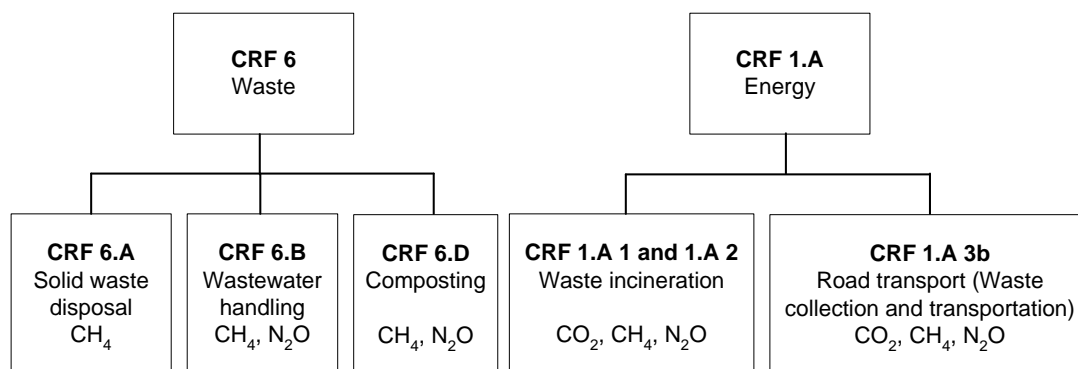 CRF 6
Waste
CRF 1.A
Energy
CRF 6.A
Solid waste
disposal
CH₄
CRF 6.B
Wastewater
handling
CH₄, N₂O
CRF 6.D
Composting
CH₄, N₂O
CRF 1.A 1 and 1.A 2
Waste incineration
CO₂, CH₄, N₂O
CRF 1.A 3b
Road transport (Waste
collection and transportation)
CO₂, CH₄, N₂O